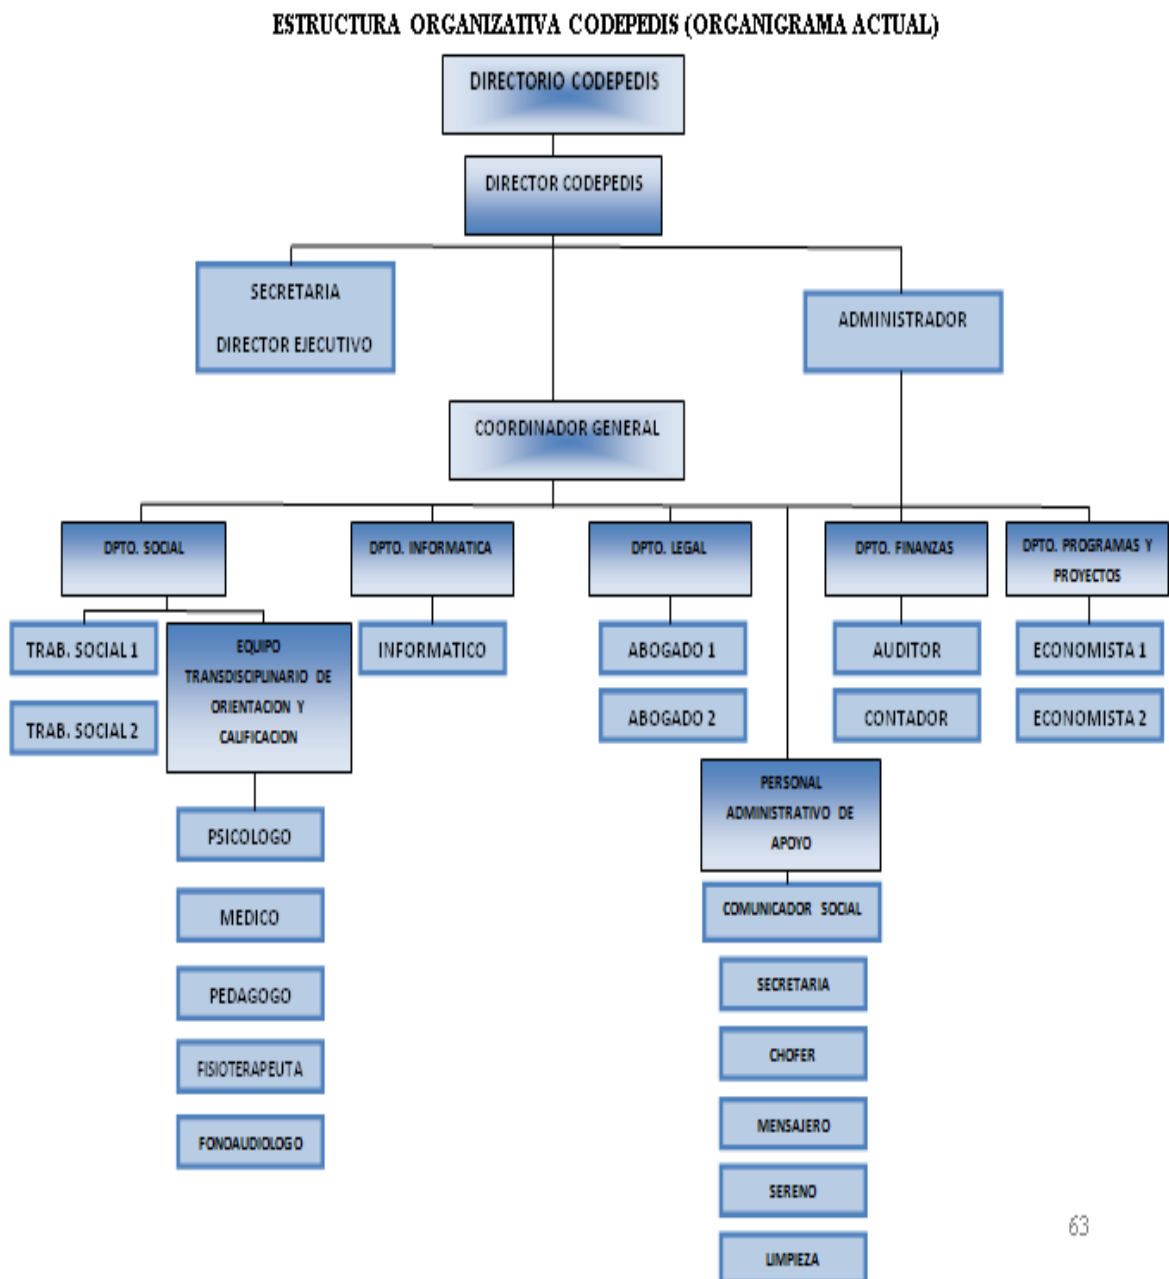 ESTRUCTURA ORGANIZATIVA CODEPEDIS (ORGANIGRAMA ACTUAL)
DIRECTORIO CODEPEDIS
DIRECTOR CODEPEDIS
SECRETARIA
DIRECTOR EJECUTIVO
ADMINISTRADOR
COORDINADOR GENERAL
DPTO. SOCIAL
DPTO. INFORMATICA
DPTO. LEGAL
DPTO. FINANZAS
DPTO. PROGRAMAS Y
PROYECTOS
TRAB. SOCIAL 1
TRAB. SOCIAL 2
EQUIPO
TRANSDISCIPLINARIO DE
ORIENTACION Y
CALIFICACION
INFORMATICO
ABOGADO 1
ABOGADO 2
AUDITOR
CONTADOR
ECONOMISTA 1
ECONOMISTA 2
PSICOLOGO
MEDICO
PEDAGOGO
FISIOTERAPEUTA
FONOAUDIOLOGO
PERSONAL
ADMINISTRATIVO DE
APOYO
COMUNICADOR SOCIAL
SECRETARIA
CHOFER
MENSAJERO
SERENO
LIMPIEZA
63